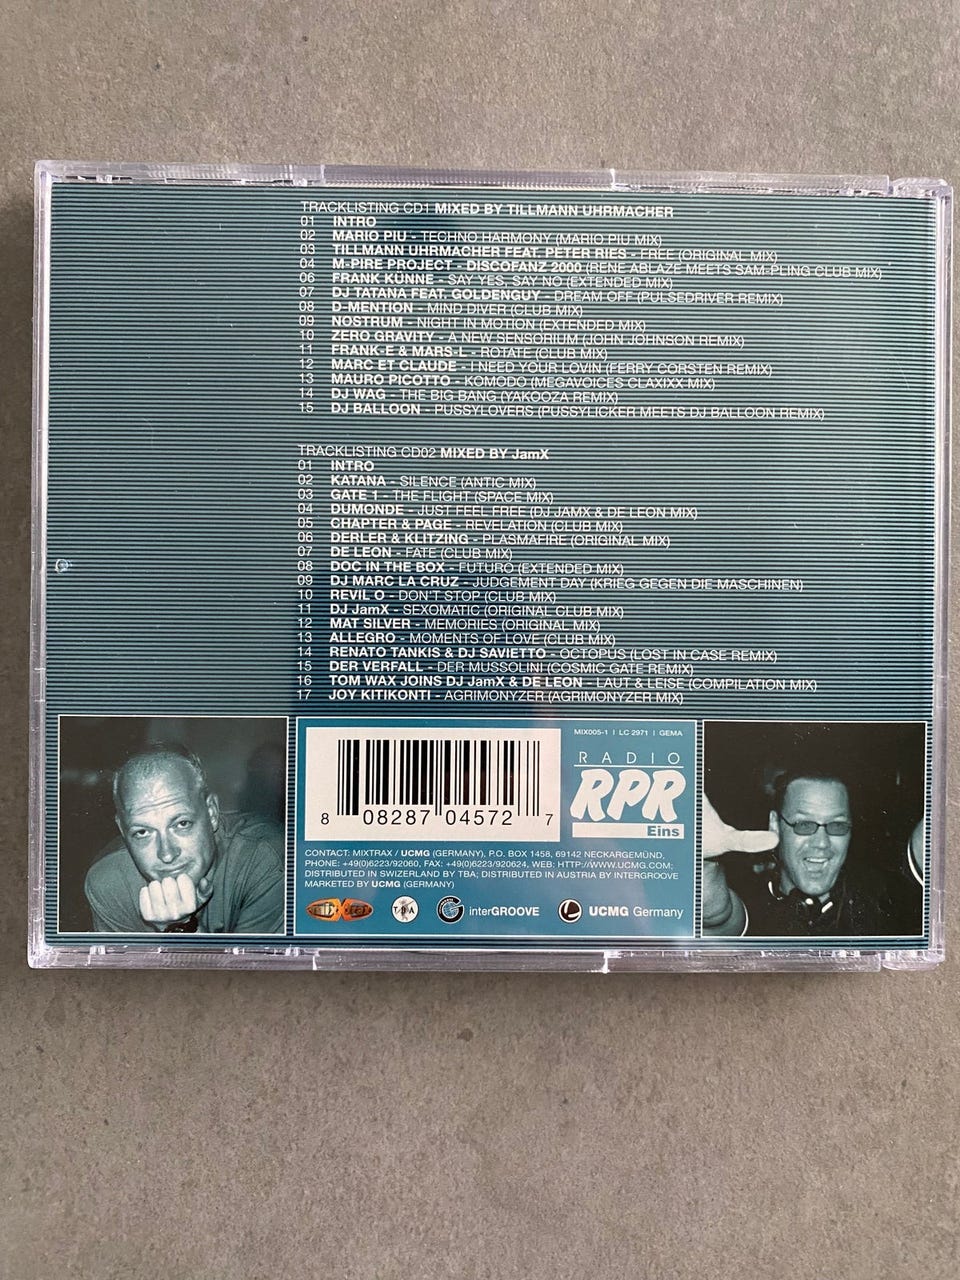 TRACKLISTING CD1 MIXED BY TILLMANN UHRMACHER
01 INTRO
02 MARIO PIU - TECHNO HARMONY (MARIO PIU MIX)
03 TILLMANN UHRMACHER FEAT. PETER RIES - FREE (ORIGINAL MIX)
04 M-PIRE PROJECT - DISCOFANZ 2000 (RENE ABLAZE MEETS SAM-PLING CLUB MIX)
06 FRANK KÜNNE - SAY YES, SAY NO (EXTENDED MIX)
07 DJ TATANA FEAT. GOLDENGUY - DREAM OFF (PULSEDRIVER REMIX)
08 D-MENTION - MIND DIVER (CLUB MIX)
09 NOSTRUM - NIGHT IN MOTION (EXTENDED MIX)
10 ZERO GRAVITY - A NEW SENSORIUM (JOHN JOHNSON REMIX)
11 FRANK-E & MARS-L - ROTATE (CLUB MIX)
12 MARC ET CLAUDE - I NEED YOUR LOVIN (FERRY CORSTEN REMIX)
13 MAURO PICOTTO - KOMODO (MEGAVOICES CLAXIXX MIX)
14 DJ WAG - THE BIG BANG (YAKOOZA REMIX)
15 DJ BALLOON - PUSSYLOVERS (PUSSYLICKER MEETS DJ BALLOON REMIX)
TRACKLISTING CD02 MIXED BY JamX
01 INTRO
02 KATANA - SILENCE (ANTIC MIX)
03 GATE 1 - THE FLIGHT (SPACE MIX)
04 DUMONDE - JUST FEEL FREE (DJ JAMX & DE LEON MIX)
05 CHAPTER & PAGE - REVELATION (CLUB MIX)
06 DERLER & KLITZING - PLASMAFIRE (ORIGINAL MIX)
07 DE LEON - FATE (CLUB MIX)
08 DOC IN THE BOX - FUTURO (EXTENDED MIX)
09 DJ MARC LA CRUZ - JUDGEMENT DAY (KRIEG GEGEN DIE MASCHINEN)
10 REVIL O - DON'T STOP (CLUB MIX)
11 DJ JamX - SEXOMATIC (ORIGINAL CLUB MIX)
12 MAT SILVER - MEMORIES (ORIGINAL MIX)
13 ALLEGRO - MOMENTS OF LOVE (CLUB MIX)
14 RENATO TANKIS & DJ SAVIETTO - OCTOPUS (LOST IN CASE REMIX)
15 DER VERFALL - DER MUSSOLINI (COSMIC GATE REMIX)
16 TOM WAX JOINS DJ JamX & DE LEON - LAUT & LEISE (COMPILATION MIX)
17 JOY KITIKONTI - AGRIMONYZER (AGRIMONYZER MIX)
MIX005-1 | LC 2971 | GEMA
RADIO
RPR
Eins
8 08287 04572 7
CONTACT: MIXTRAX / UCMG (GERMANY), P.O. BOX 1458, 69142 NECKARGEMÜND,
PHONE: +49(0)6223/92060, FAX: +49(0)6223/920624, WEB: HTTP://WWW.UCMG.COM;
DISTRIBUTED IN SWIZERLAND BY TBA; DISTRIBUTED IN AUSTRIA BY INTERGROOVE
MARKETED BY UCMG (GERMANY)
TBA
interGROOVE
UCMG Germany